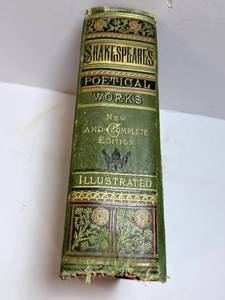 SHAKESPEARE'S
POETICAL
WORKS
NEW
AND COMPLETE
EDITION
ILLUSTRATED